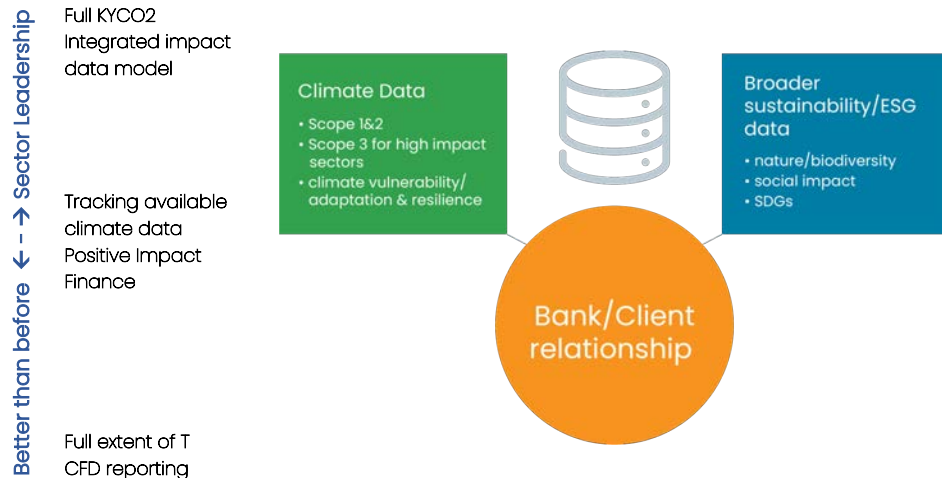 Better than before ← - → Sector Leadership
Full KYCO2
Integrated impact
data model
Tracking available
climate data
Positive Impact
Finance
Full extent of T
CFD reporting
Climate Data
• Scope 1&2
• Scope 3 for high impact
sectors
• climate vulnerability/
adaptation & resilience
Broader
sustainability/ESG
data
• nature/biodiversity
• social impact
• SDGs
Bank/Client
relationship